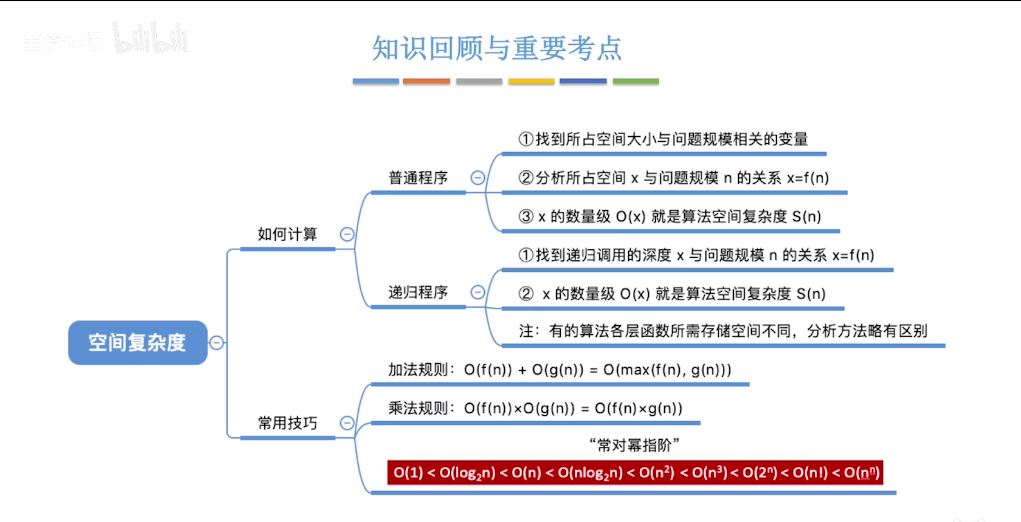 bilibili
知识回顾与重要考点
空间复杂度
如何计算
普通程序
①找到所占空间大小与问题规模相关的变量
②分析所占空间 x 与问题规模 n 的关系 x=f(n)
③ x 的数量级 O(x) 就是算法空间复杂度 S(n)
递归程序
①找到递归调用的深度 x 与问题规模 n 的关系 x=f(n)
② x 的数量级 O(x) 就是算法空间复杂度 S(n)
注：有的算法各层函数所需存储空间不同，分析方法略有区别
常用技巧
加法规则：O(f(n)) + O(g(n)) = O(max(f(n), g(n)))
乘法规则：O(f(n))×O(g(n)) = O(f(n)×g(n))
“常对幂指阶”
O(1) < O(log₂n) < O(n) < O(nlog₂n) < O(n²) < O(n³) < O(2ⁿ) < O(n!) < O(nⁿ)